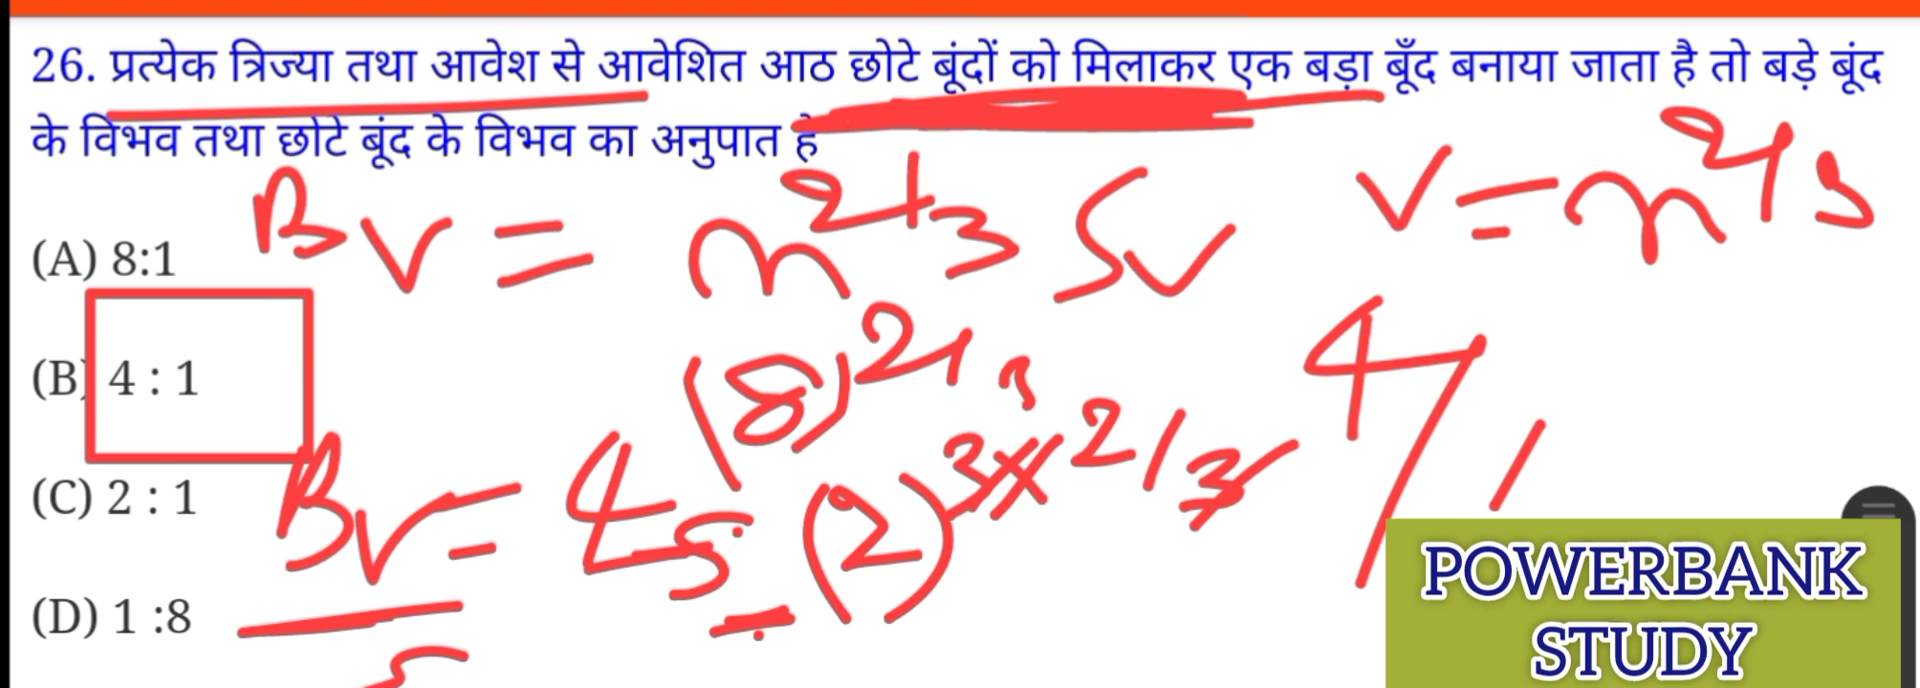 26. प्रत्येक त्रिज्या तथा आवेश से आवेशित आठ छोटे बूंदों को मिलाकर एक बड़ा बूँद बनाया जाता है तो बड़े बूंद
के विभव तथा छोटे बूंद के विभव का अनुपात है
V = n^2/3
BV = n^2/3 SV
(A) 8:1
(8)^2/3
4/1
(B) 4 : 1
BV = 4S (2)^3×2/3
(C) 2 : 1
(D) 1 :8
POWERBANK
STUDY